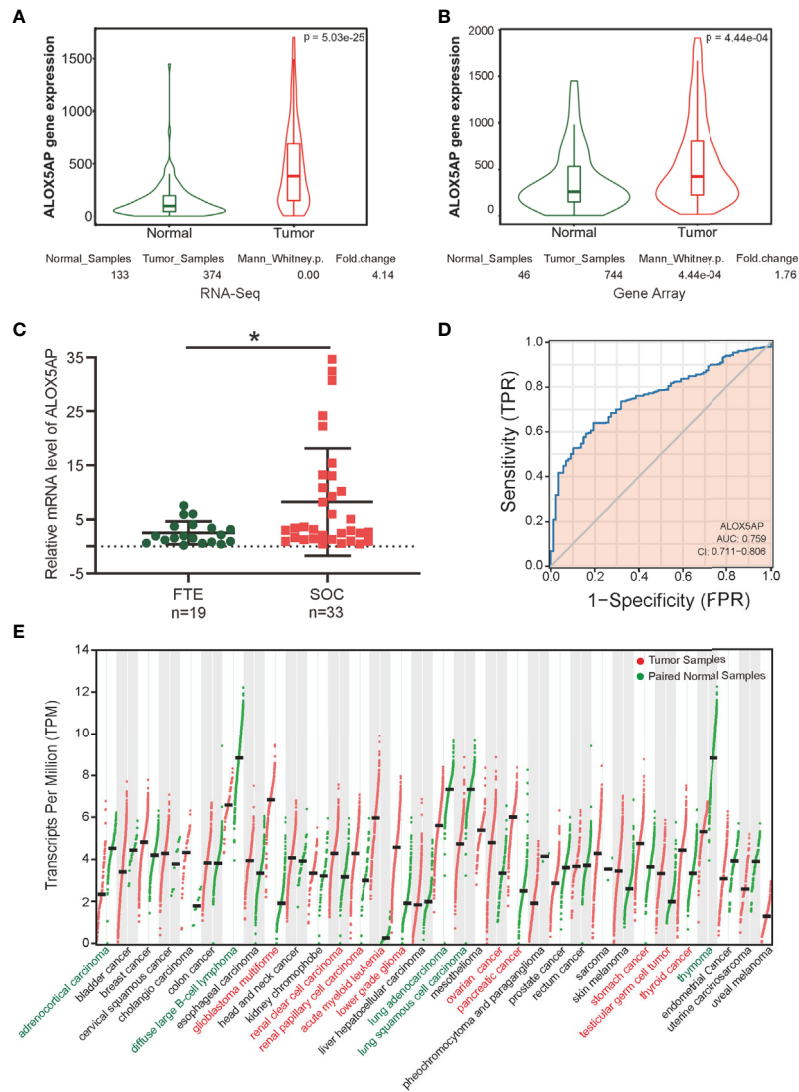 A
ALOX5AP gene expression
1500
1000
500
0
p = 5.03e-25
Normal
Tumor
Normal_Samples Tumor_Samples Mann_Whitney.p. Fold.change
133 374 0.00 4.14
RNA-Seq
B
ALOX5AP gene expression
2000
1500
1000
500
0
p = 4.44e-04
Normal
Tumor
Normal_Samples Tumor_Samples Mann_Whitney.p. Fold.change
46 744 4.44e-04 1.76
Gene Array
C
Relative mRNA level of ALOX5AP
35
25
15
5
-5
*
FTE
n=19
SOC
n=33
D
Sensitivity (TPR)
1.0
0.8
0.6
0.4
0.2
0.0
ALOX5AP
AUC: 0.759
CI: 0.711-0.806
0.0 0.2 0.4 0.6 0.8 1.0
1-Specificity (FPR)
E
Transcripts Per Million (TPM)
14
12
10
8
6
4
2
0
Tumor Samples
Paired Normal Samples
adrenocortical carcinoma
bladder cancer
breast cancer
cervical squamous cancer
cholangio carcinoma
colon cancer
diffuse large B-cell lymphoma
esophageal carcinoma
glioblastoma multiforme
head and neck cancer
kidney chromophobe
renal clear cell carcinoma
renal papillary cell carcinoma
acute myeloid leukemia
lower grade glioma
liver hepatocellular carcinoma
lung adenocarcinoma
lung squamous cell carcinoma
mesothelioma
ovarian cancer
pancreatic cancer
pheochromocytoma and paraganglioma
prostate cancer
rectum cancer
sarcoma
skin melanoma
stomach cancer
testicular germ cell tumor
thyroid cancer
thymoma
endometrial Cancer
uterine carcinosarcoma
uveal melanoma